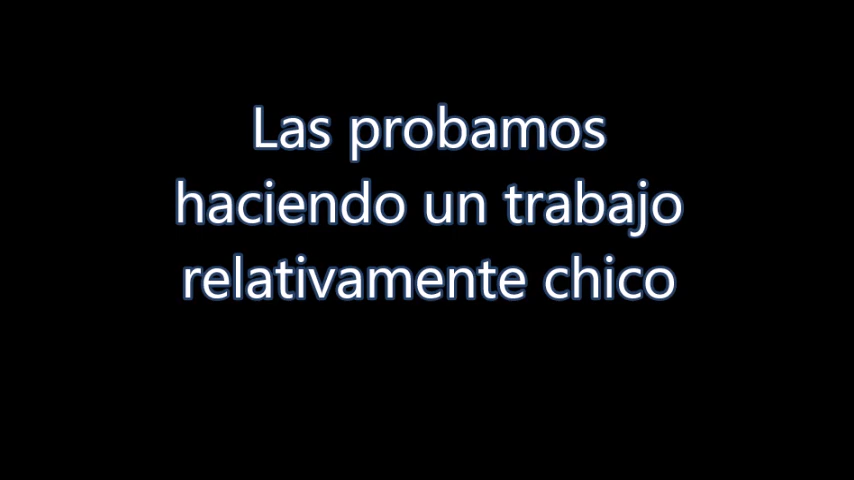 Las probamos
haciendo un trabajo
relativamente chico